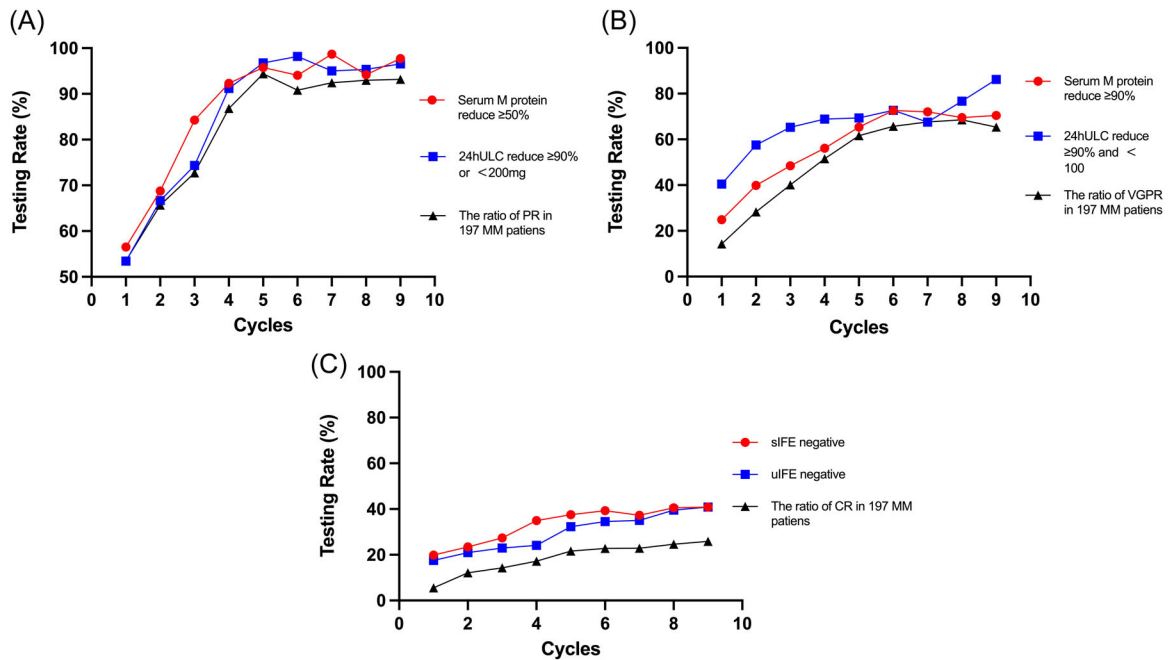 (A)
Testing Rate (%)
100
90
80
70
60
50
0 1 2 3 4 5 6 7 8 9 10
Cycles
Serum M protein
reduce ≥50%
24hULC reduce ≥90%
or <200mg
The ratio of PR in
197 MM patiens
(B)
Testing Rate (%)
100
80
60
40
20
0
0 1 2 3 4 5 6 7 8 9 10
Cycles
Serum M protein
reduce ≥90%
24hULC reduce
≥90% and <
100
The ratio of VGPR
in 197 MM patiens
(C)
Testing Rate (%)
100
80
60
40
20
0
0 2 4 6 8 10
Cycles
sIFE negative
uIFE negative
The ratio of CR in 197 MM
patiens